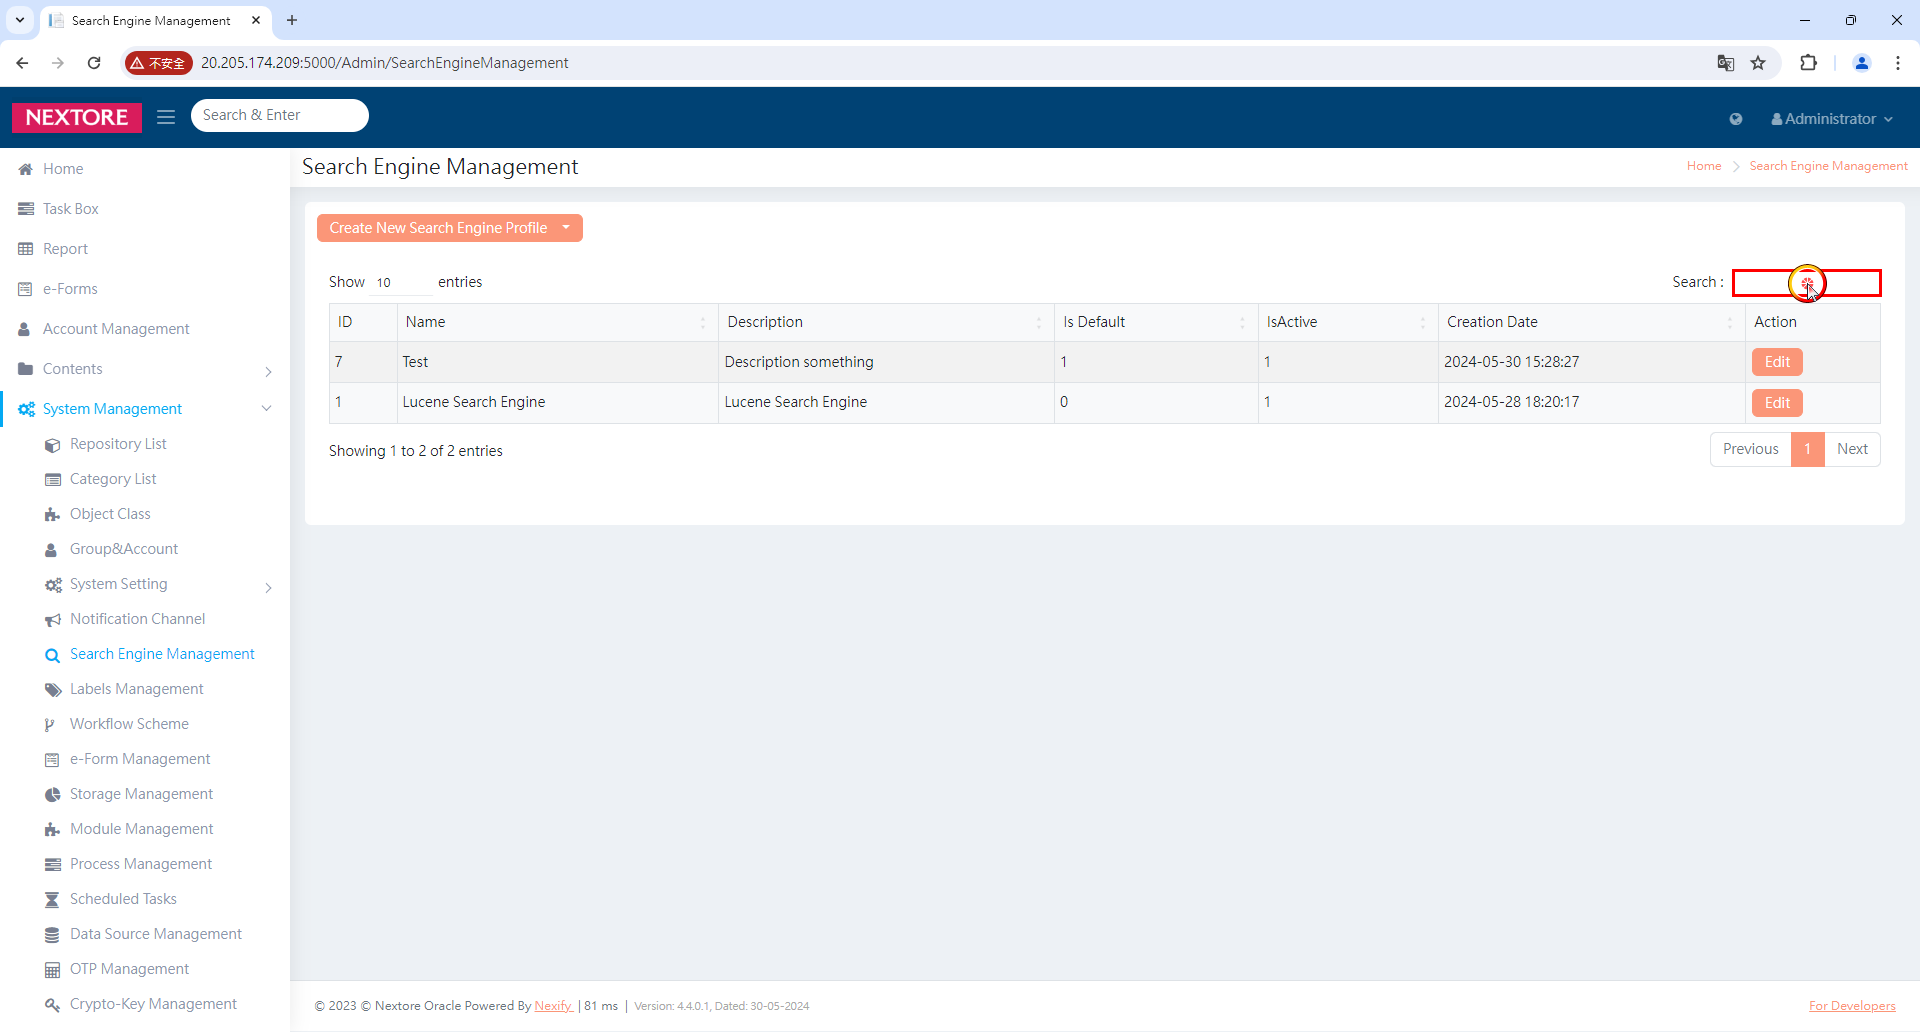 Search Engine Management
不安全 20.205.174.209:5000/Admin/SearchEngineManagement
NEXTORE
Search & Enter
Administrator
Home
Task Box
Report
e-Forms
Account Management
Contents
System Management
Repository List
Category List
Object Class
Group&Account
System Setting
Notification Channel
Search Engine Management
Labels Management
Workflow Scheme
e-Form Management
Storage Management
Module Management
Process Management
Scheduled Tasks
Data Source Management
OTP Management
Crypto-Key Management
Search Engine Management
Home Search Engine Management
Create New Search Engine Profile
Show 10 entries
Search :
ID Name Description Is Default IsActive Creation Date Action
7 Test Description something 1 1 2024-05-30 15:28:27 Edit
1 Lucene Search Engine Lucene Search Engine 0 1 2024-05-28 18:20:17 Edit
Showing 1 to 2 of 2 entries
Previous 1 Next
© 2023 © Nextore Oracle Powered By Nexify | 81 ms | Version: 4.4.0.1, Dated: 30-05-2024
For Developers